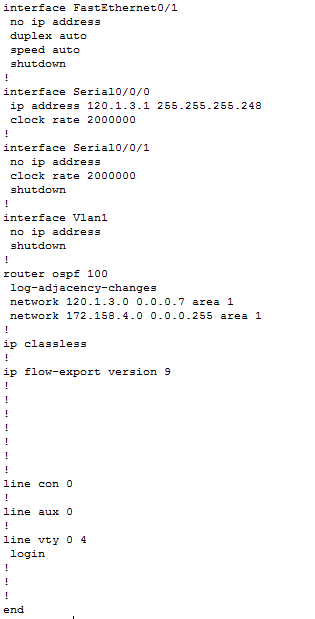 interface FastEthernet0/1
 no ip address
 duplex auto
 speed auto
 shutdown
!
interface Serial0/0/0
 ip address 120.1.3.1 255.255.255.248
 clock rate 2000000
!
interface Serial0/0/1
 no ip address
 clock rate 2000000
 shutdown
!
interface Vlan1
 no ip address
 shutdown
!
router ospf 100
 log-adjacency-changes
 network 120.1.3.0 0.0.0.7 area 1
 network 172.158.4.0 0.0.0.255 area 1
!
ip classless
!
ip flow-export version 9
!
!
!
!
!
!
!
line con 0
!
line aux 0
!
line vty 0 4
 login
!
!
!
end